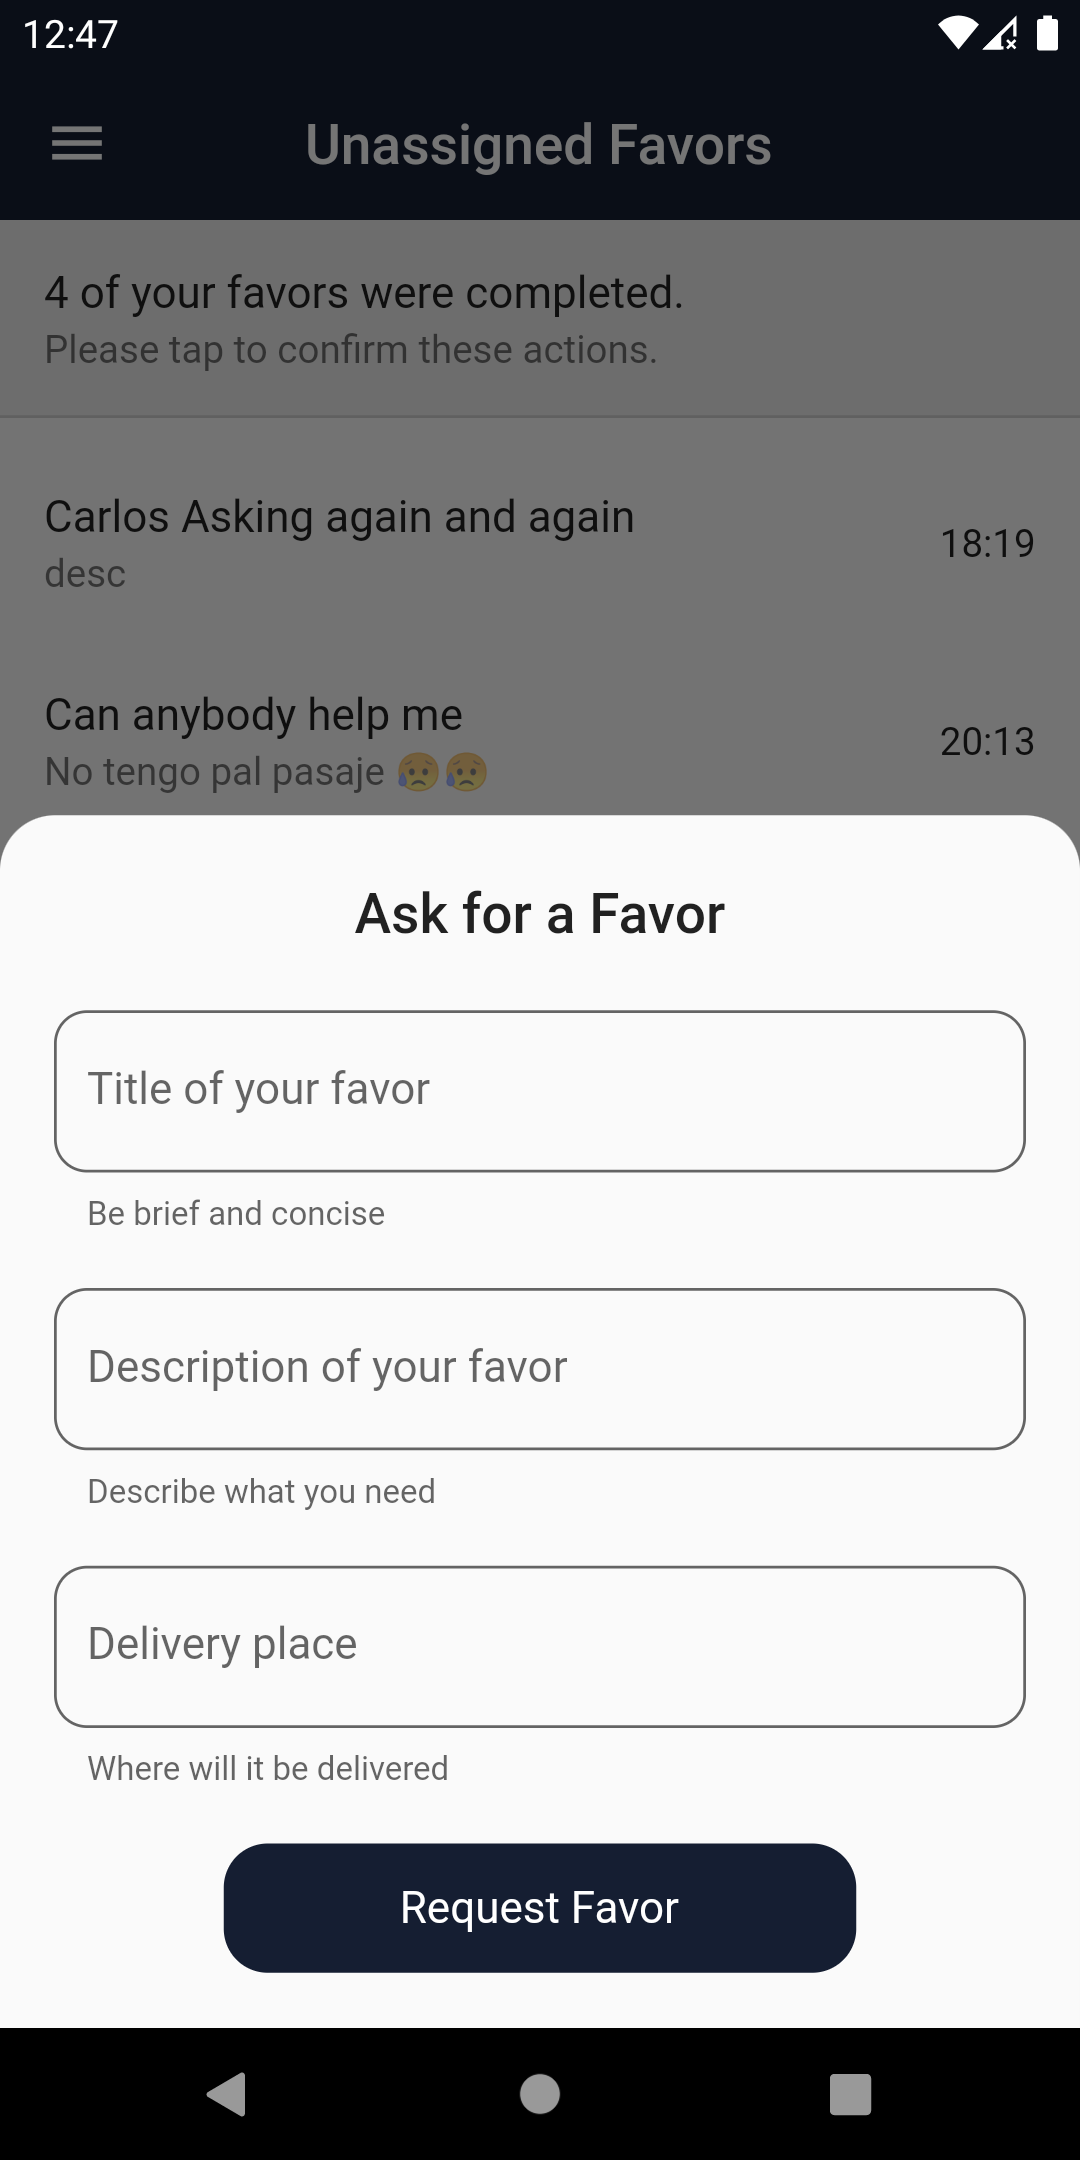 12:47
Unassigned Favors
4 of your favors were completed.
Please tap to confirm these actions.
Carlos Asking again and again
desc
18:19
Can anybody help me
No tengo pal pasaje 😥😥
20:13
Ask for a Favor
Title of your favor
Be brief and concise
Description of your favor
Describe what you need
Delivery place
Where will it be delivered
Request Favor